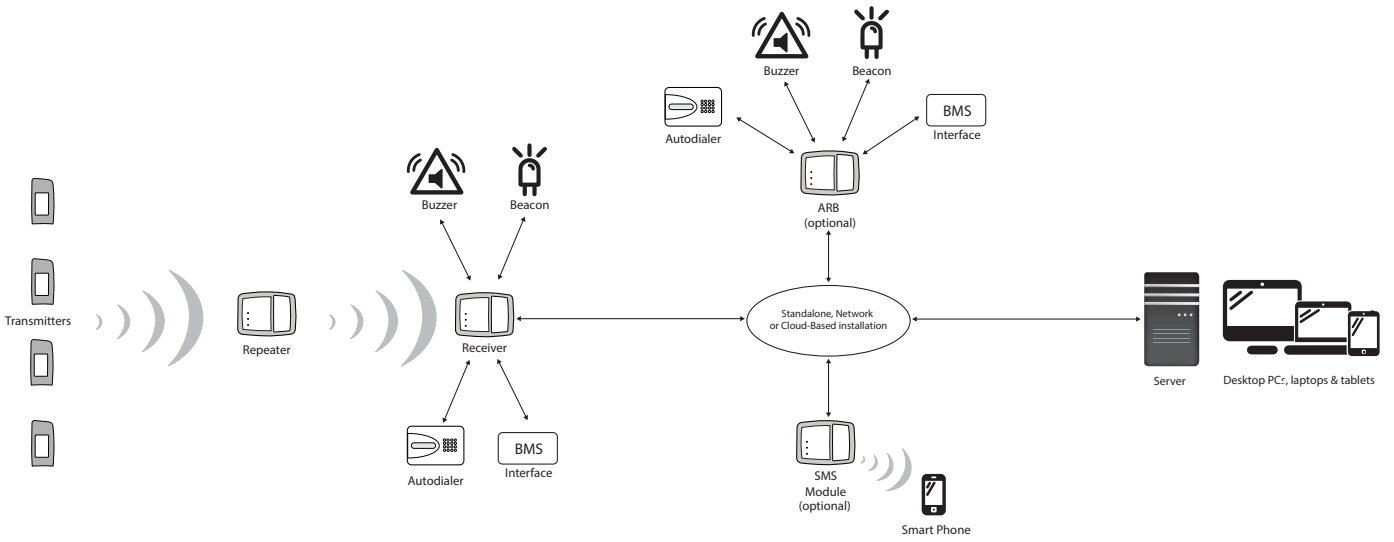 Buzzer
Beacon
Autodialer
BMS
Interface
ARB
(optional)
Buzzer
Beacon
Transmitters
Repeater
Receiver
Standalone, Network
or Cloud-Based installation
Server
Desktop PCs, laptops & tablets
Autodialer
BMS
Interface
SMS
Module
(optional)
Smart Phone